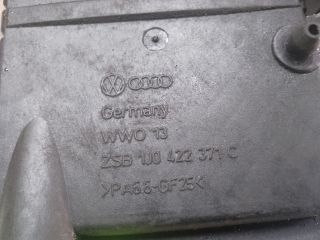 Germany
WWO 13
ZSB 1J0 422 371 C
>PA66-GF25<